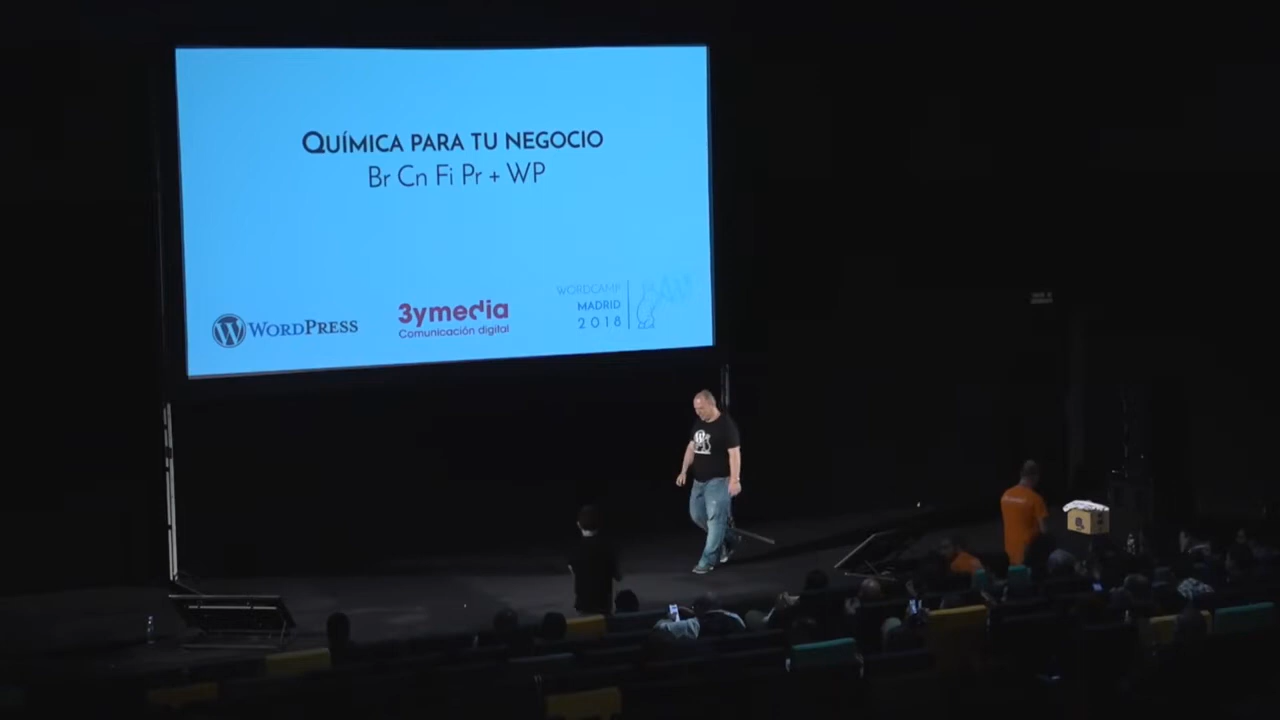 QUÍMICA PARA TU NEGOCIO
Br Cn Fi Pr + WP
WORDPRESS
3ymedia
Comunicación digital
WORDCAMP
MADRID
2018